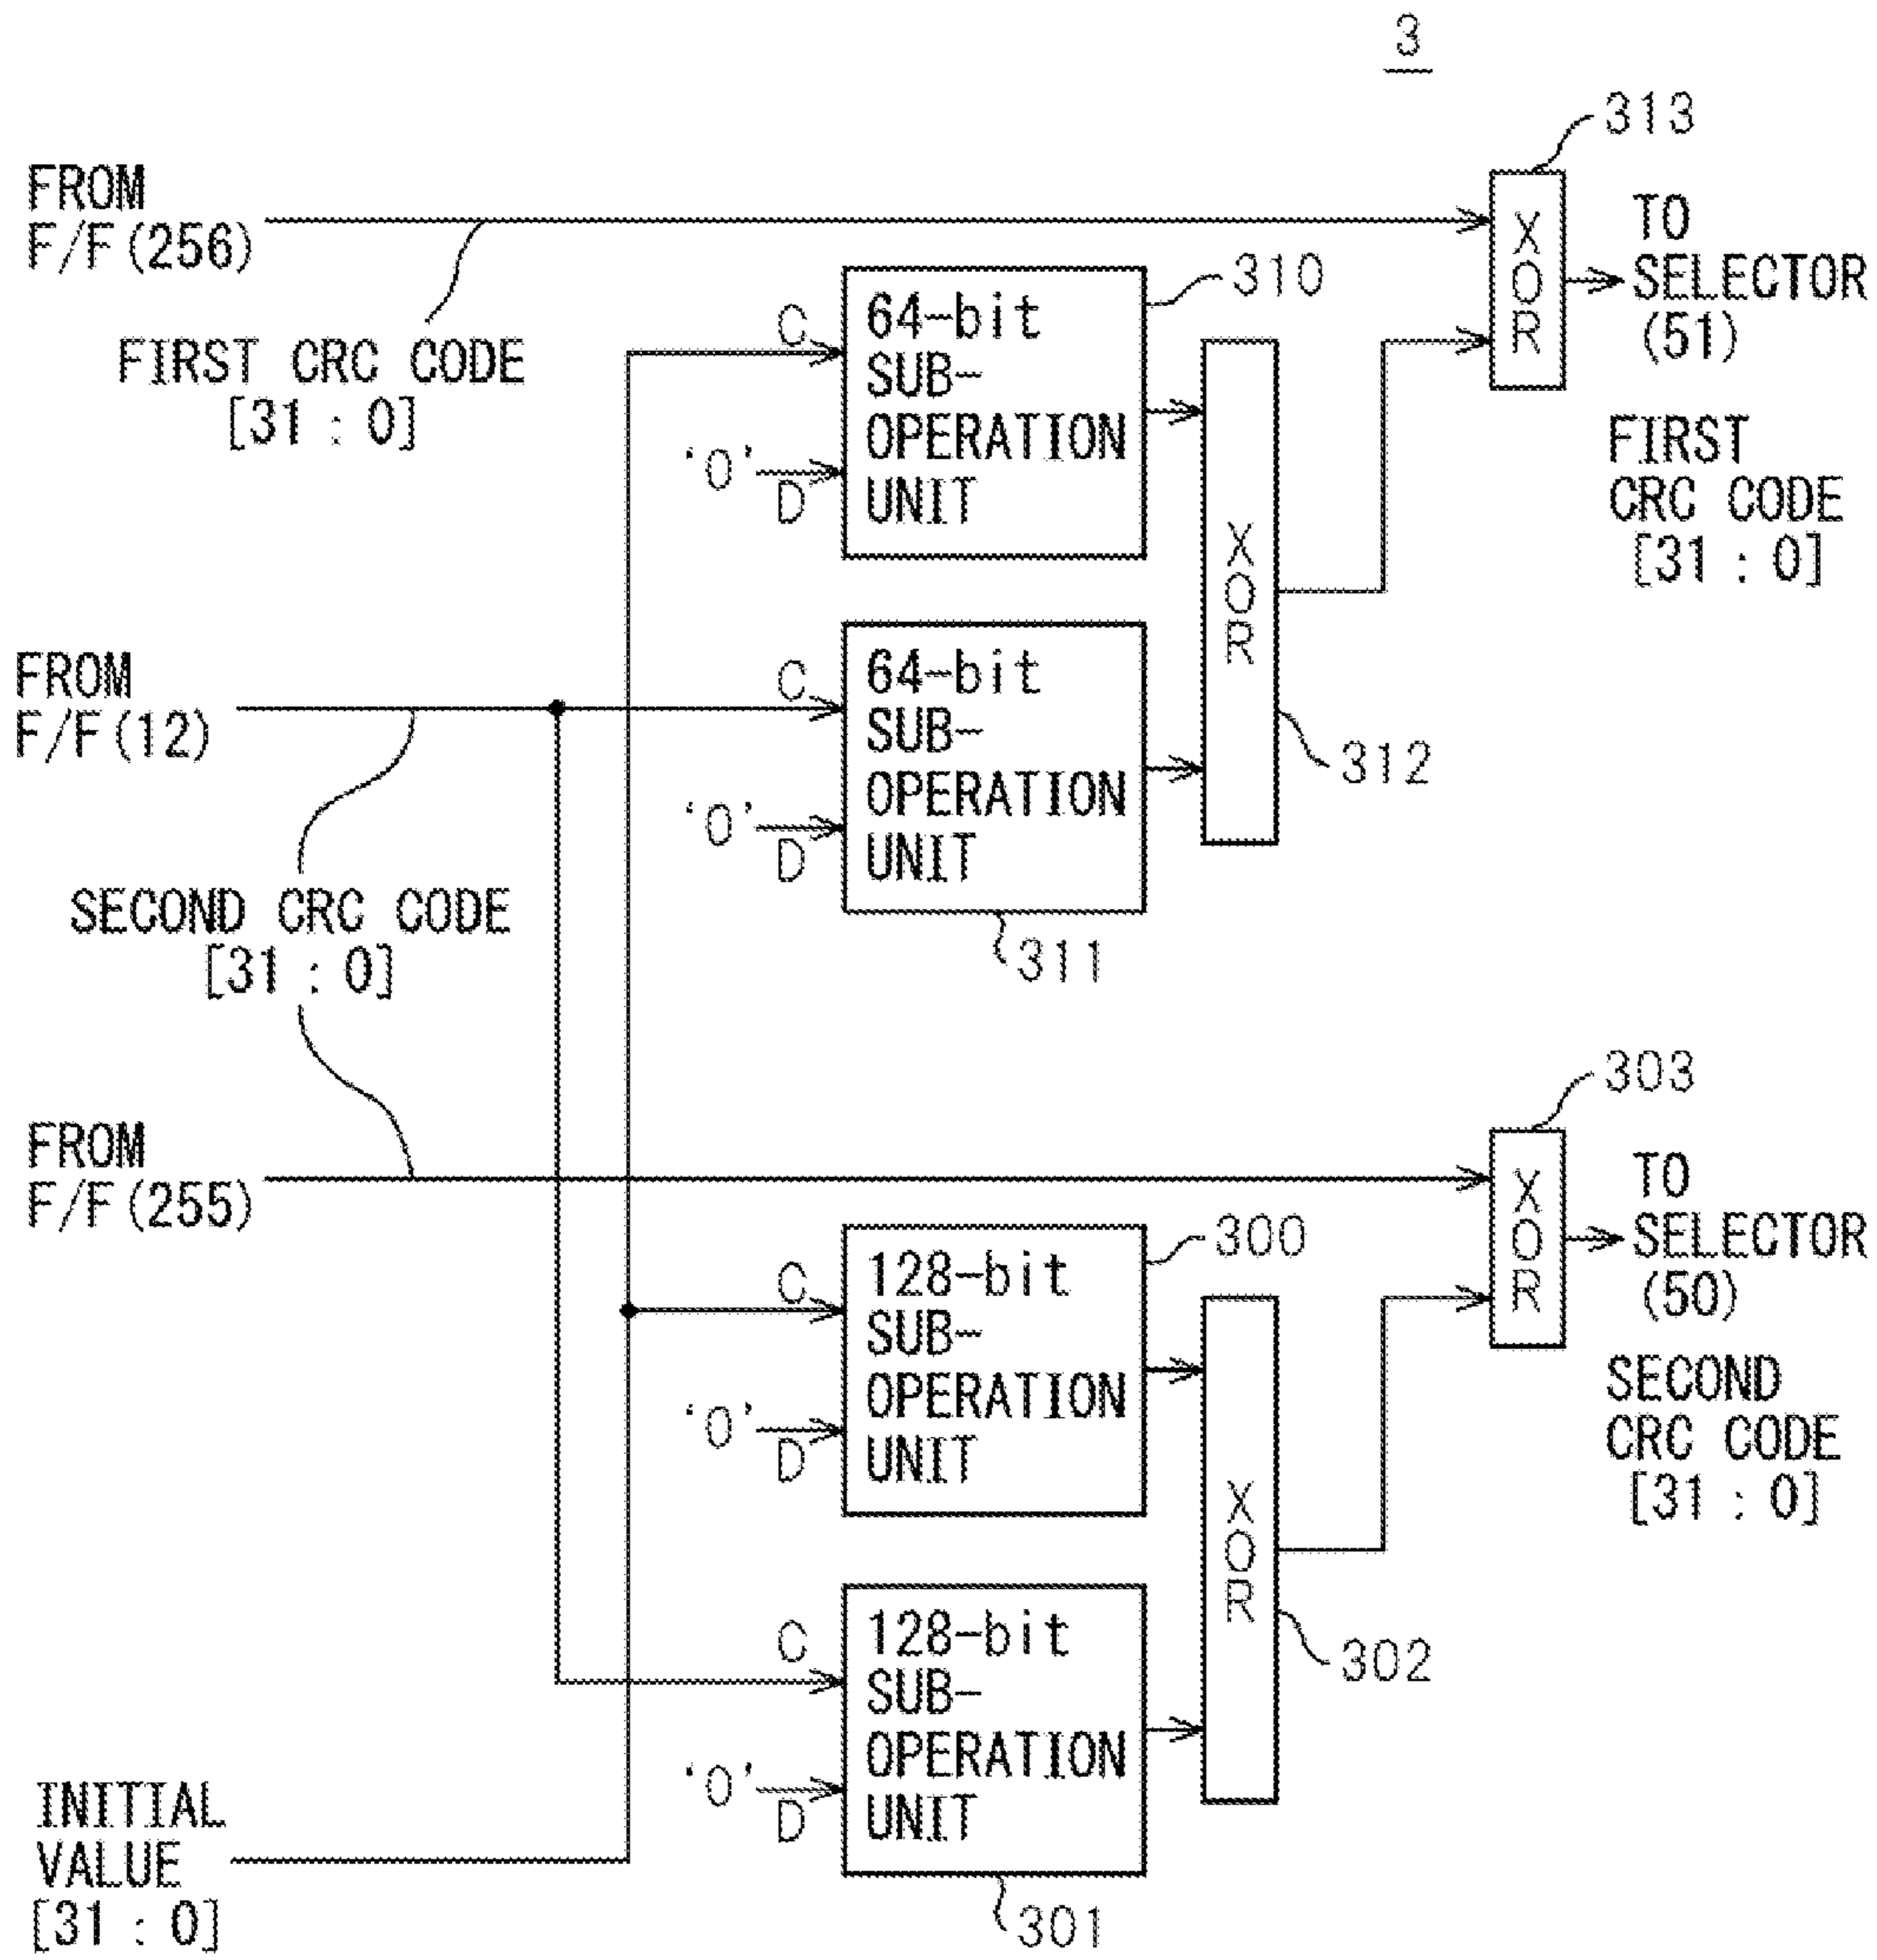 3
313
FROM
F/F(256)
XOR
TO
SELECTOR
(51)
FIRST CRC CODE
[31 : 0]
C
'0'
D
64-bit
SUB-
OPERATION
UNIT
310
FIRST
CRC CODE
[31 : 0]
XOR
312
FROM
F/F(12)
C
'0'
D
64-bit
SUB-
OPERATION
UNIT
311
SECOND CRC CODE
[31 : 0]
303
FROM
F/F(255)
XOR
TO
SELECTOR
(50)
C
'0'
D
128-bit
SUB-
OPERATION
UNIT
300
SECOND
CRC CODE
[31 : 0]
XOR
302
C
'0'
D
128-bit
SUB-
OPERATION
UNIT
301
INITIAL
VALUE
[31 : 0]